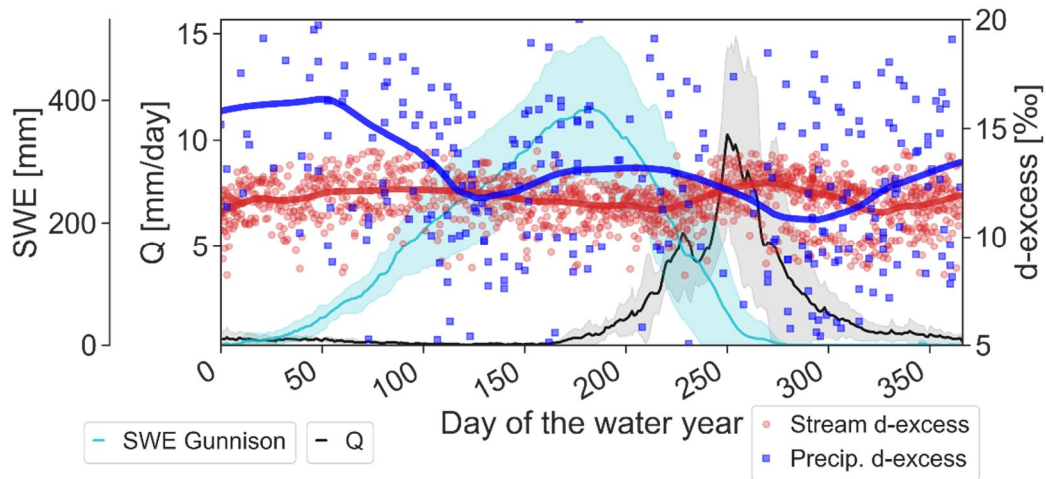 SWE [mm]
400
200
0
Q [mm/day]
15
10
5
d-excess [‰]
20
15
10
5
0
50
100
150
200
250
300
350
Day of the water year
SWE Gunnison
Q
Stream d-excess
Precip. d-excess